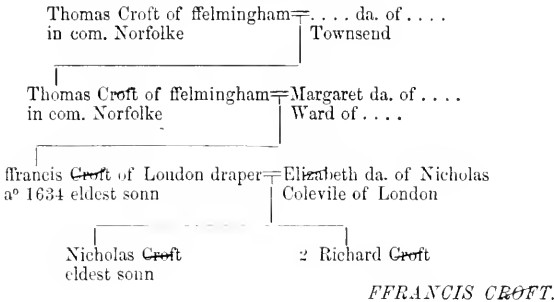 Thomas Croft of ffelmingham = . . . . da. of . . . .
in com. Norfolke Townsend
Thomas Croft of ffelmingham = Margaret da. of . . . .
in com. Norfolke Ward of . . . .
ffrancis Croft of London draper = Elizabeth da. of Nicholas
aº 1634 eldest sonn Colevile of London
Nicholas Croft 2 Richard Croft
eldest sonn
FFRANCIS CROFT.